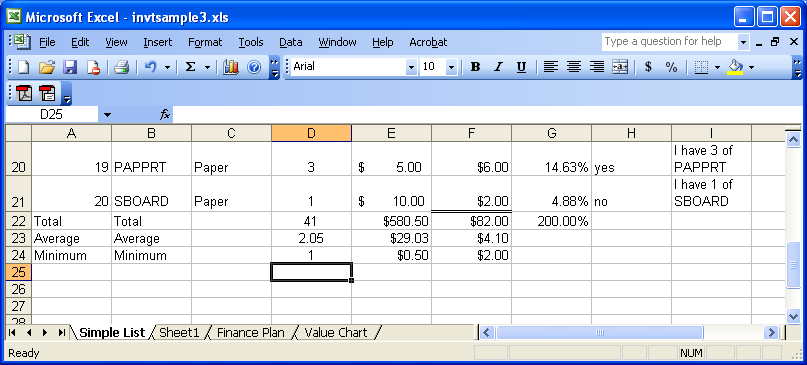 Microsoft Excel - invtsample3.xls
File Edit View Insert Format Tools Data Window Help Acrobat Type a question for help
Σ Arial 10 B I U $ %
D25 fx
A B C D E F G H I
I have 3 of
20 19 PAPPRT Paper 3 $ 5.00 $6.00 14.63% yes PAPPRT
I have 1 of
21 20 SBOARD Paper 1 $ 10.00 $2.00 4.88% no SBOARD
22 Total Total 41 $580.50 $82.00 200.00%
23 Average Average 2.05 $29.03 $4.10
24 Minimum Minimum 1 $0.50 $2.00
25
26
27
28
Simple List Sheet1 Finance Plan Value Chart
Ready NUM